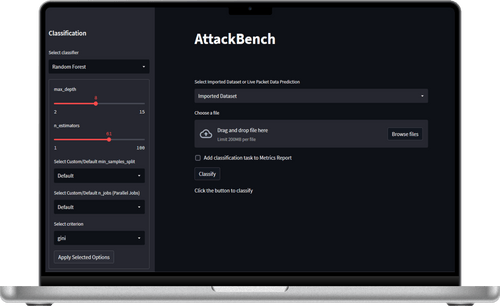 Classification
Select classifier
Random Forest
max_depth
2 15
n_estimators
1 100
Select Custom/Default min_samples_split
Default
Select Custom/Default n_jobs (Parallel Jobs)
Default
Select criterion
gini
Apply Selected Options
AttackBench
Select Imported Dataset or Live Packet Data Prediction
Imported Dataset
Choose a file
Drag and drop file here
Limit 200MB per file
Browse files
Add classification task to Metrics Report
Classify
Click the button to classify